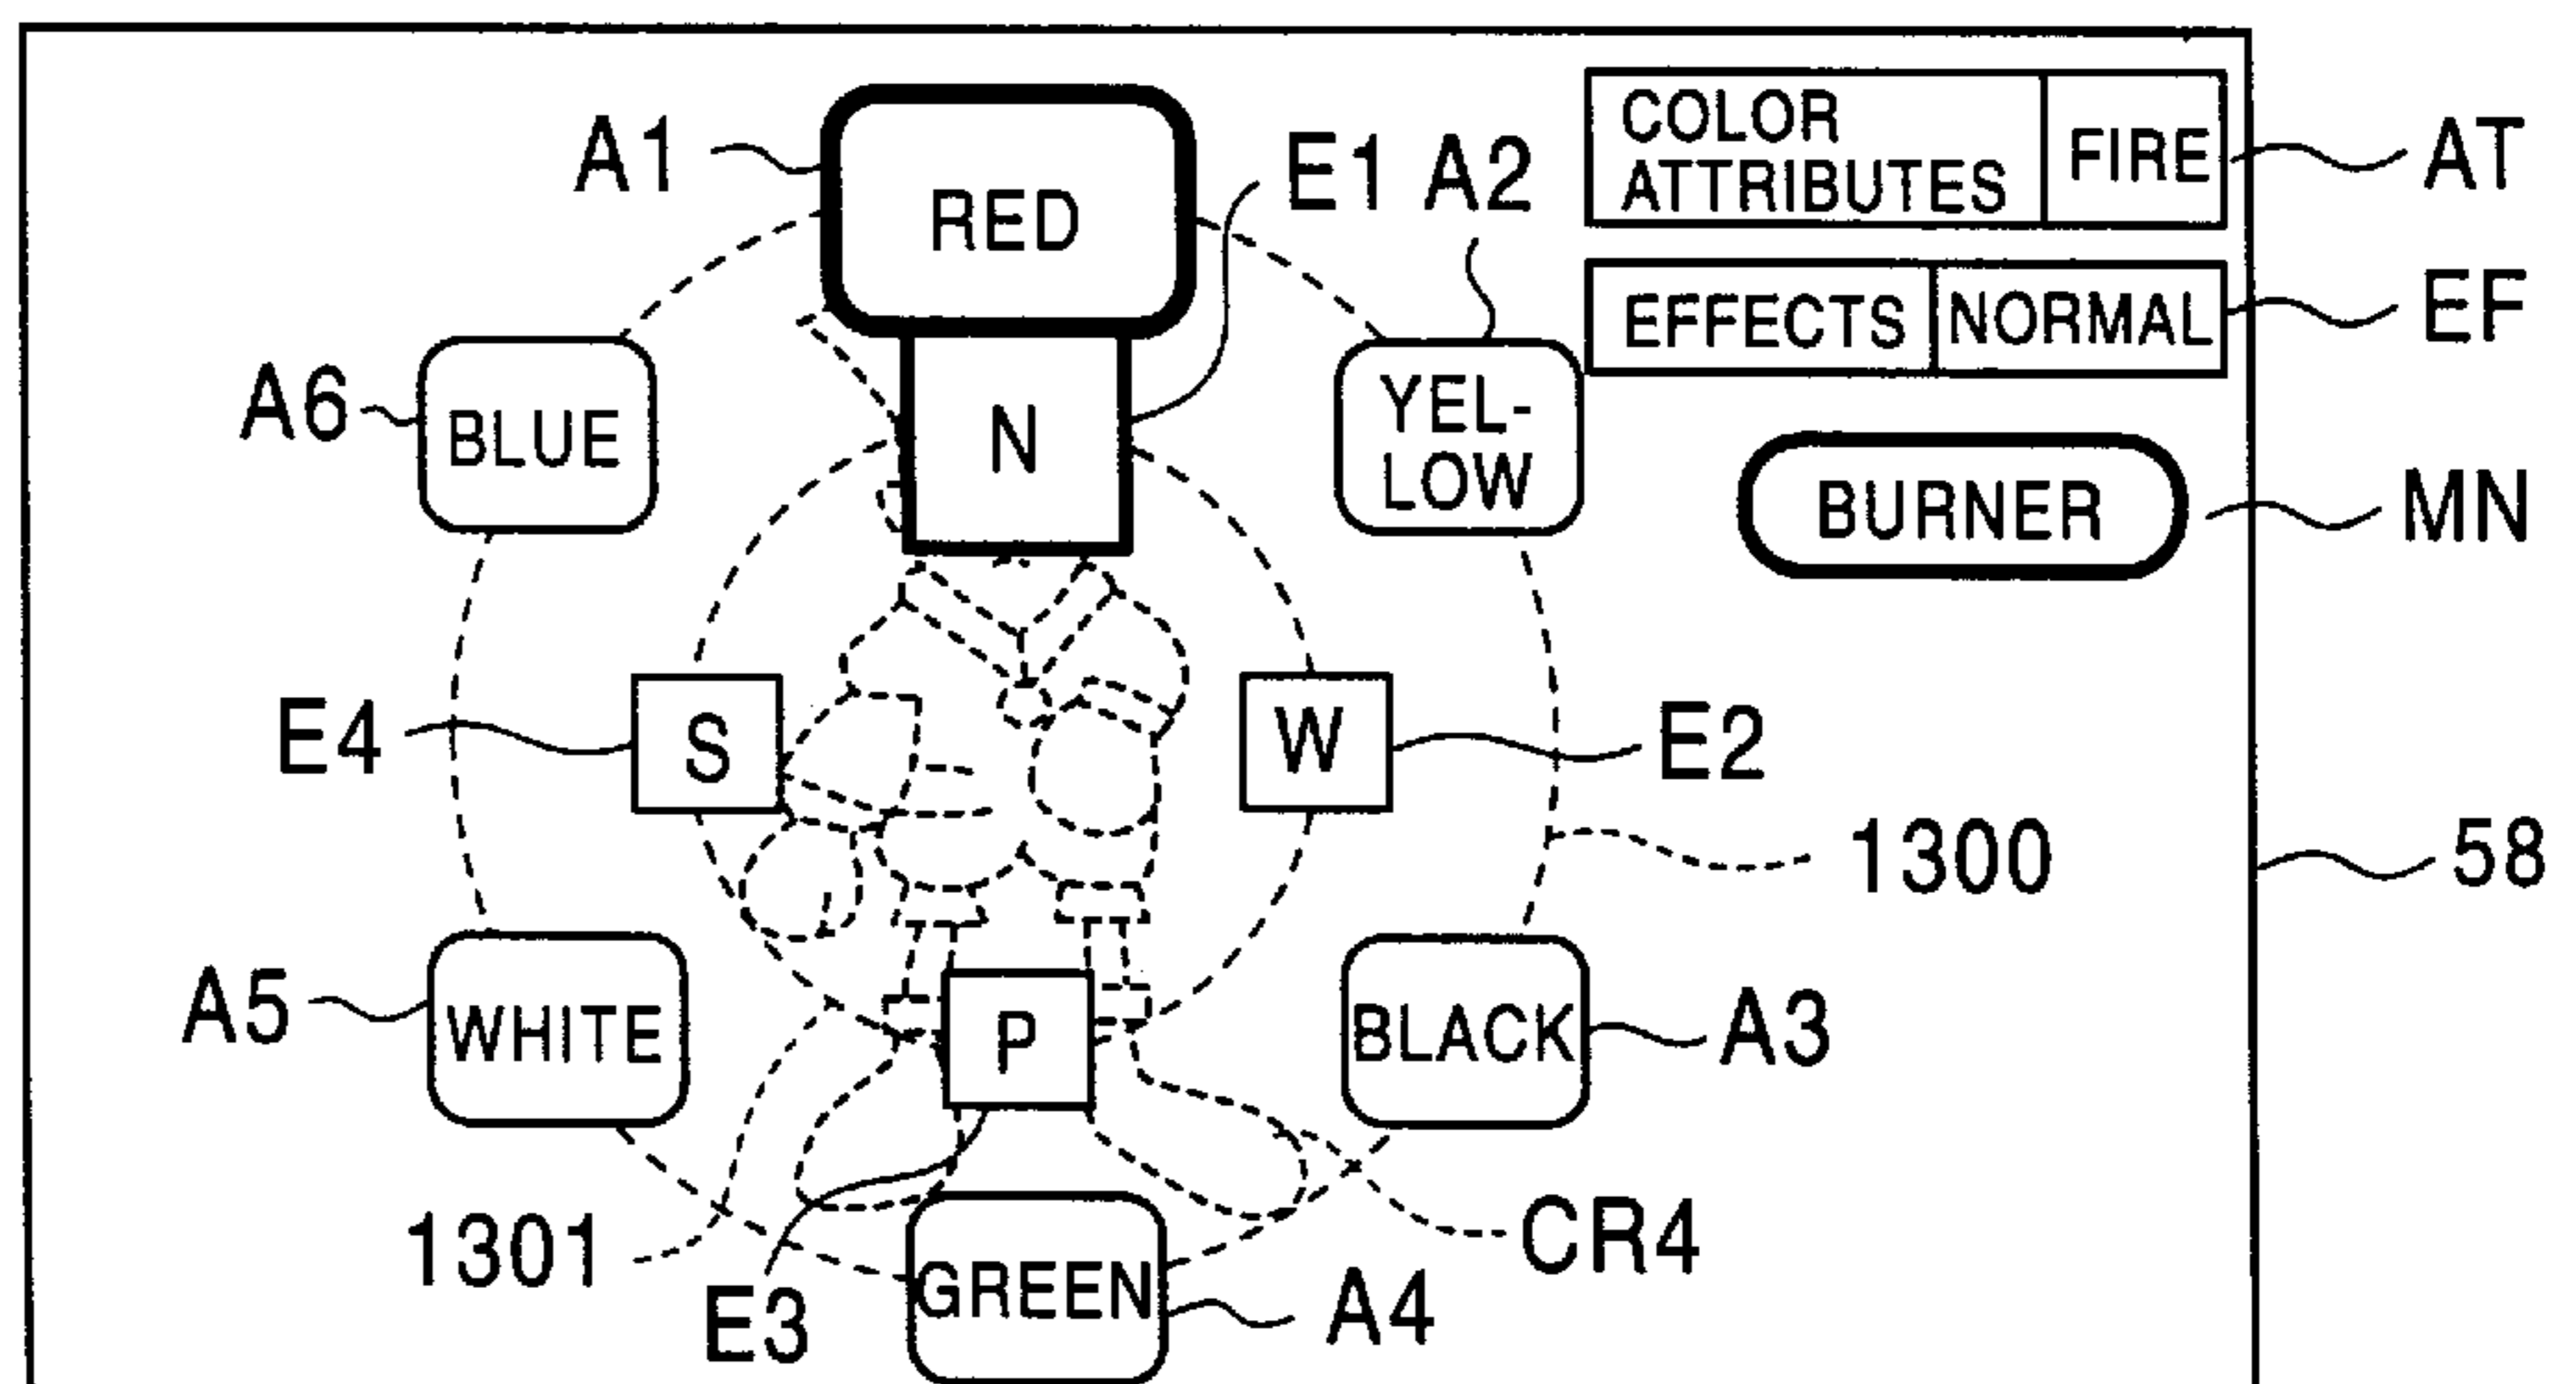 COLOR
ATTRIBUTES
FIRE
AT
A1
RED
E1
A2
EFFECTS
NORMAL
EF
A6
BLUE
N
YEL-
LOW
BURNER
MN
E4
S
W
E2
1300
58
A5
WHITE
P
BLACK
A3
1301
E3
GREEN
A4
CR4